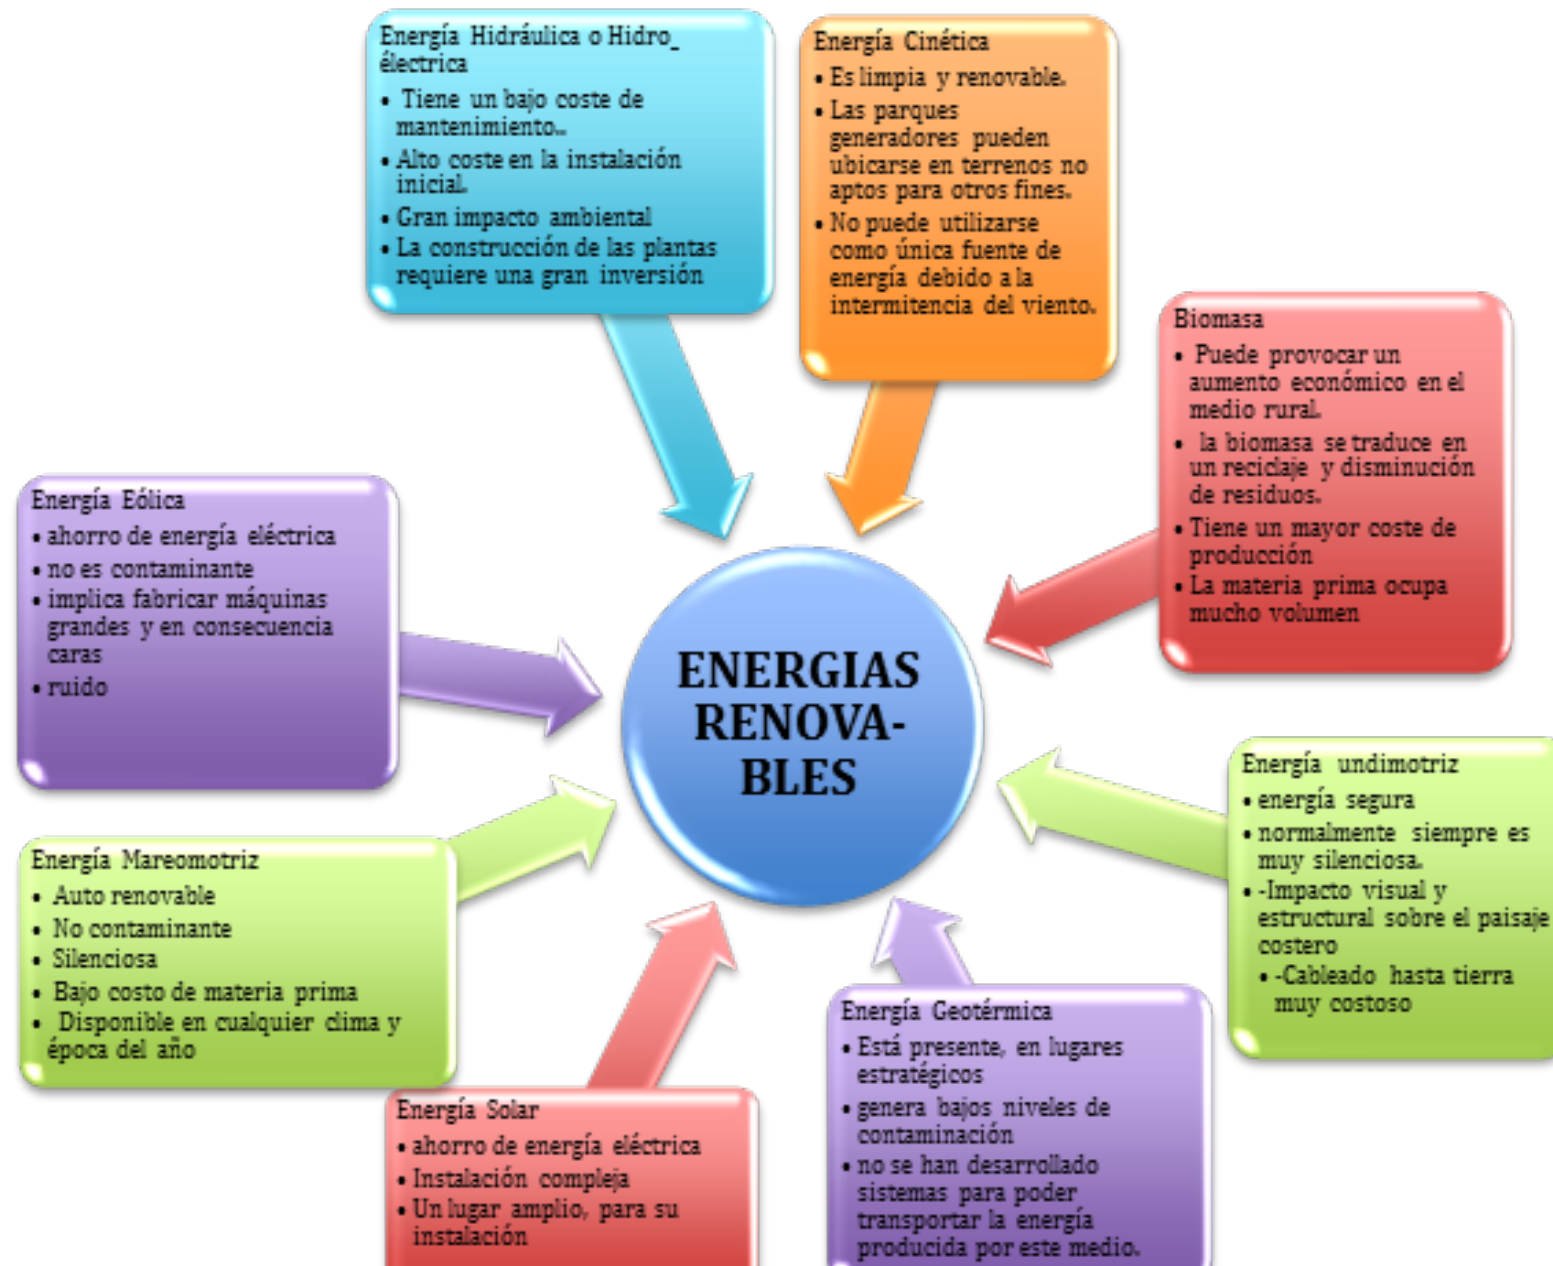 Energía Hidráulica o Hidro_
électrica
• Tiene un bajo coste de
mantenimiento..
• Alto coste en la instalación
inicial.
• Gran impacto ambiental
• La construcción de las plantas
requiere una gran inversión
Energía Cinética
• Es limpia y renovable.
• Las parques
generadores pueden
ubicarse en terrenos no
aptos para otros fines.
• No puede utilizarse
como única fuente de
energía debido a la
intermitencia del viento.
Biomasa
• Puede provocar un
aumento económico en el
medio rural.
• la biomasa se traduce en
un reciclaje y disminución
de residuos.
• Tiene un mayor coste de
producción
• La materia prima ocupa
mucho volumen
Energía Eólica
• ahorro de energía eléctrica
• no es contaminante
• implica fabricar máquinas
grandes y en consecuencia
caras
• ruido
ENERGIAS
RENOVA-
BLES
Energía undimotriz
• energía segura
• normalmente siempre es
muy silenciosa.
• -Impacto visual y
estructural sobre el paisaje
costero
• -Cableado hasta tierra
muy costoso
Energía Mareomotriz
• Auto renovable
• No contaminante
• Silenciosa
• Bajo costo de materia prima
• Disponible en cualquier clima y
época del año
Energía Solar
• ahorro de energía eléctrica
• Instalación compleja
• Un lugar amplio, para su
instalación
Energía Geotérmica
• Está presente, en lugares
estratégicos
• genera bajos niveles de
contaminación
• no se han desarrollado
sistemas para poder
transportar la energía
producida por este medio.